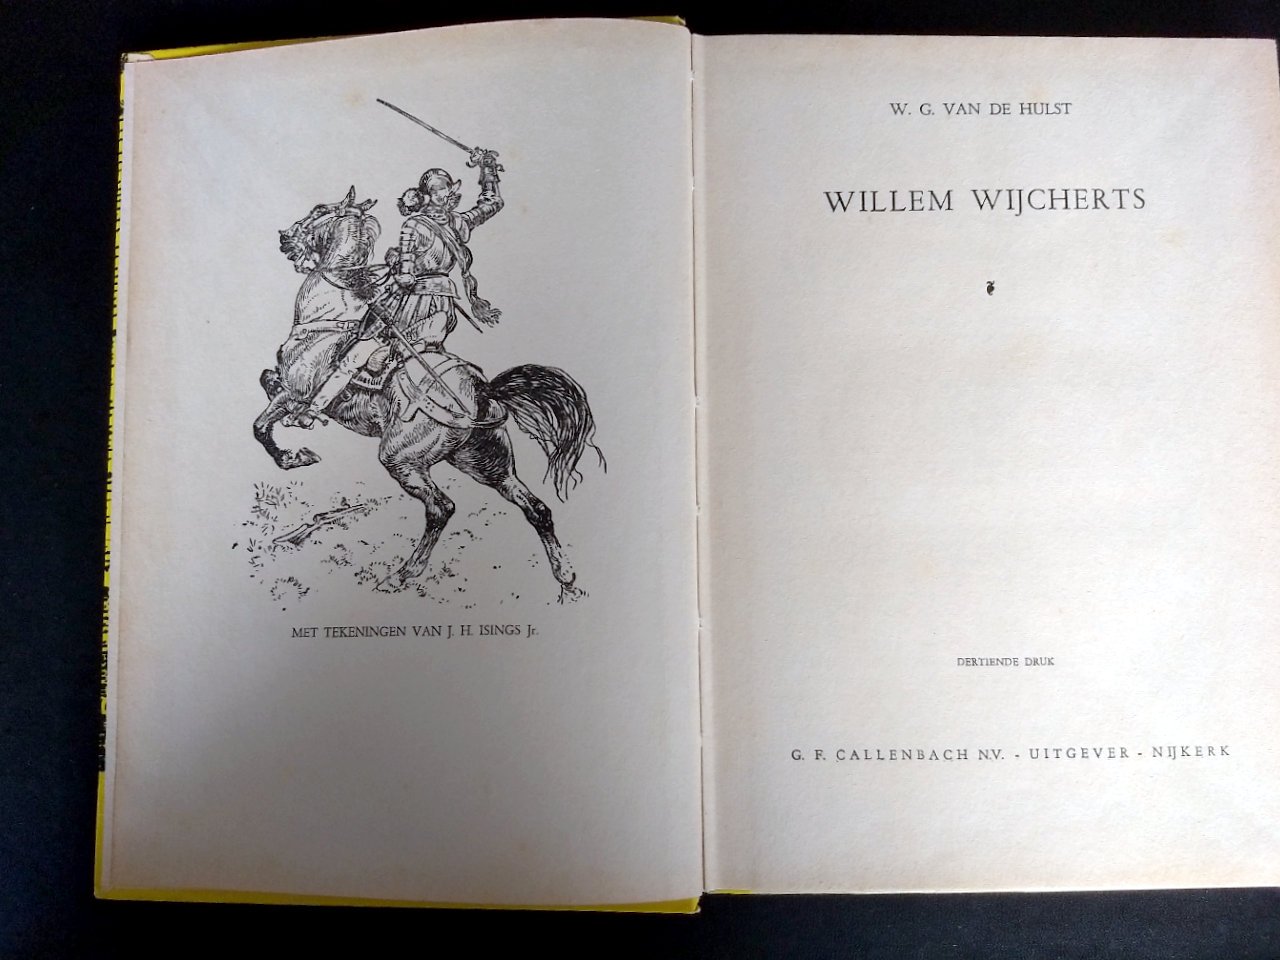 MET TEKENINGEN VAN J. H. ISINGS Jr.
W. G. VAN DE HULST
WILLEM WIJCHERTS
DERTIENDE DRUK
G. F. CALLENBACH N.V. - UITGEVER - NIJKERK